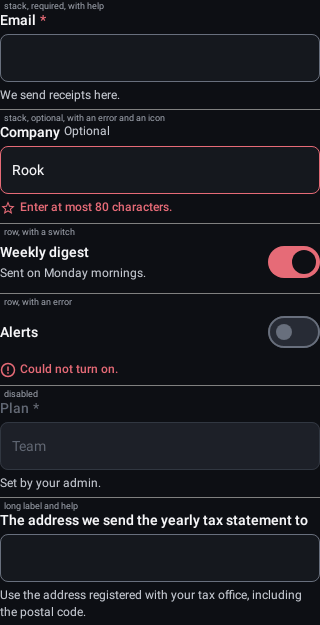 stack, required, with help
Email *
We send receipts here.
stack, optional, with an error and an icon
Company Optional
Rook
Enter at most 80 characters.
row, with a switch
Weekly digest
Sent on Monday mornings.
row, with an error
Alerts
Could not turn on.
disabled
Plan *
Team
Set by your admin.
long label and help
The address we send the yearly tax statement to
Use the address registered with your tax office, including
the postal code.